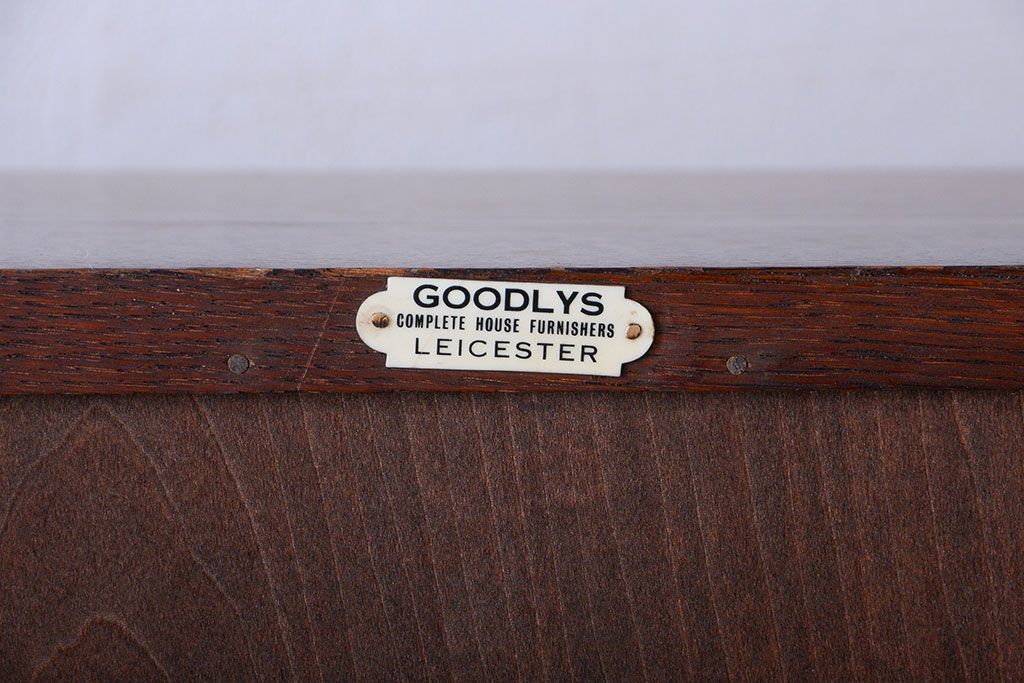 GOODLYS
COMPLETE HOUSE FURNISHERS
LEICESTER